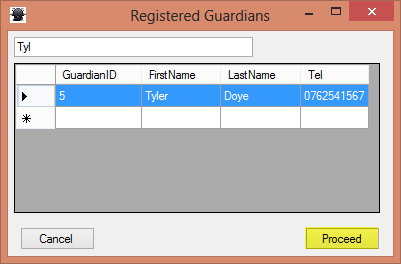 Registered Guardians
Tyl
GuardianID FirstName LastName Tel
5 Tyler Doye 0762541567
Cancel Proceed